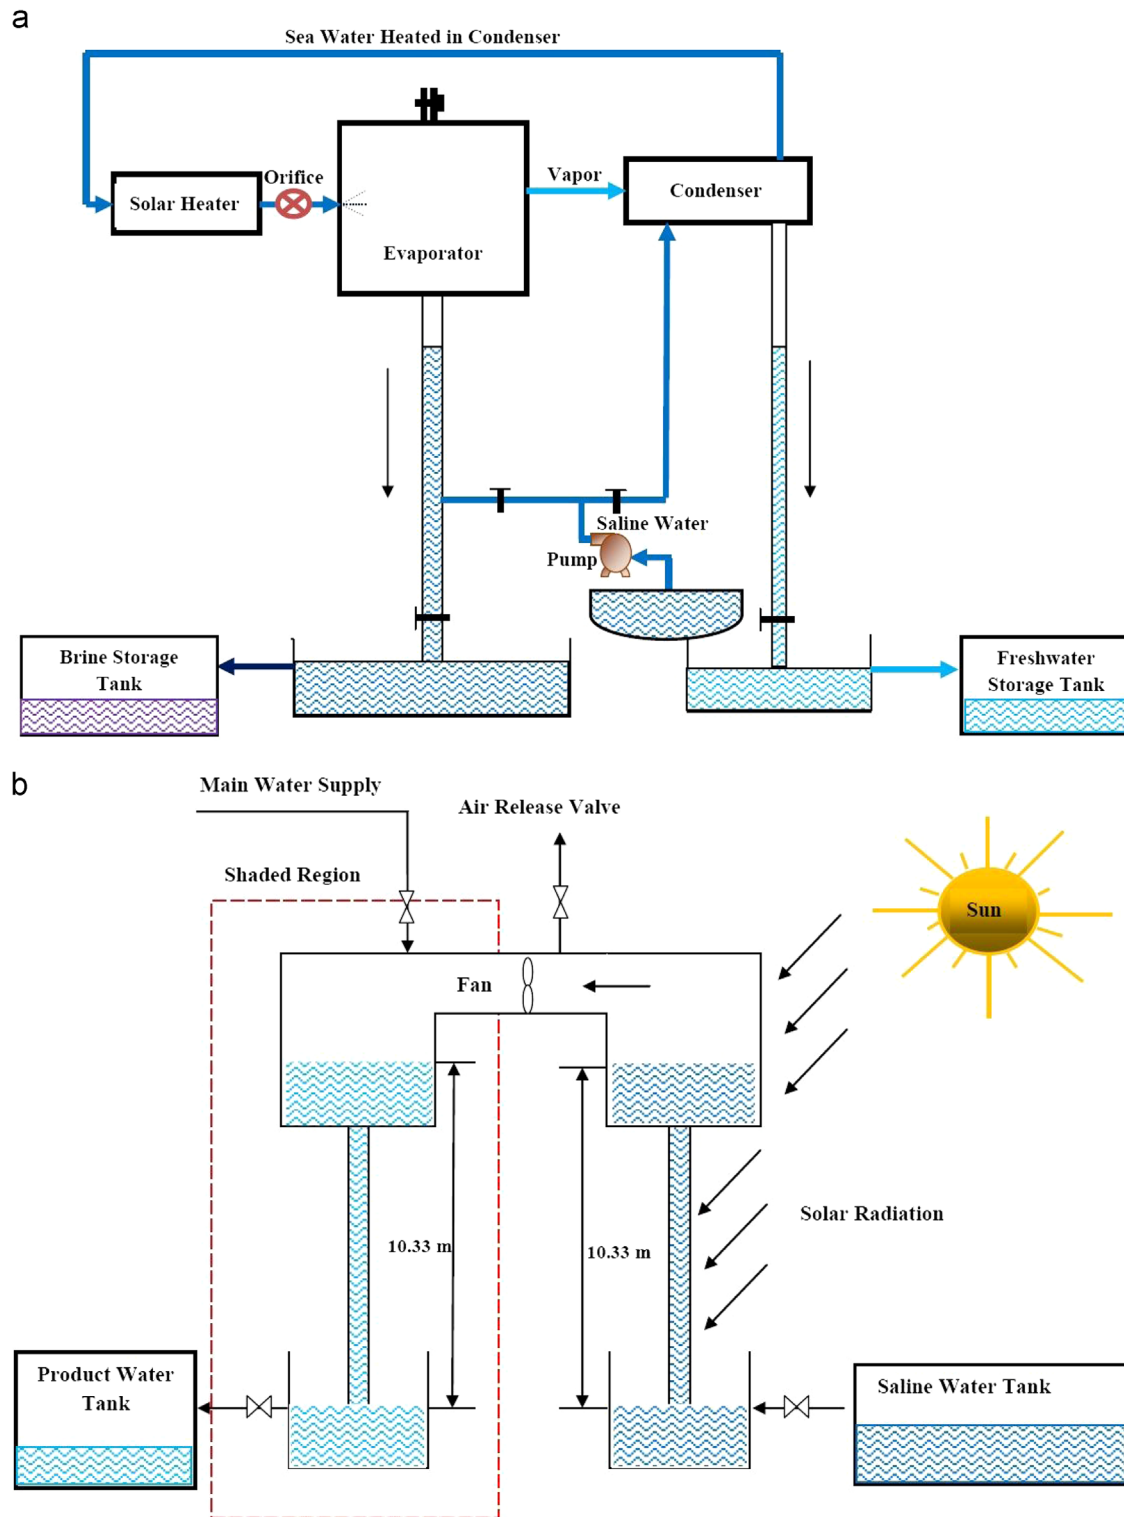 a
Sea Water Heated in Condenser
Orifice
Vapor
Solar Heater
Condenser
Evaporator
Saline Water
Pump
Brine Storage
Tank
Freshwater
Storage Tank
b
Main Water Supply
Air Release Valve
Shaded Region
Sun
Fan
Solar Radiation
10.33 m
10.33 m
Product Water
Tank
Saline Water Tank